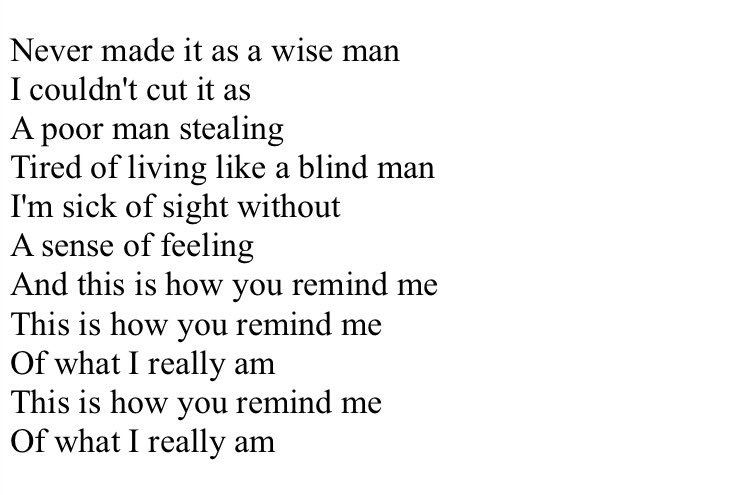 Never made it as a wise man
I couldn't cut it as
A poor man stealing
Tired of living like a blind man
I'm sick of sight without
A sense of feeling
And this is how you remind me
This is how you remind me
Of what I really am
This is how you remind me
Of what I really am